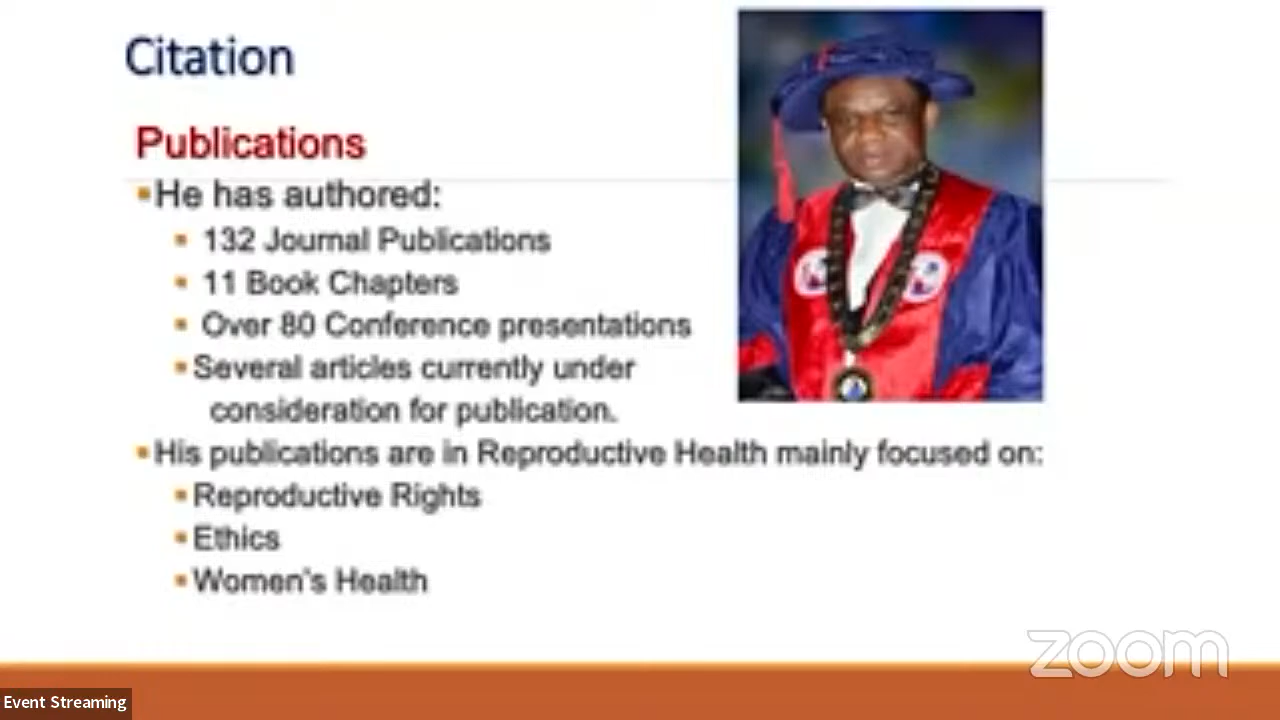 Citation
Publications
He has authored:
132 Journal Publications
11 Book Chapters
Over 80 Conference presentations
Several articles currently under
consideration for publication.
His publications are in Reproductive Health mainly focused on:
Reproductive Rights
Ethics
Women's Health
zoom
Event Streaming